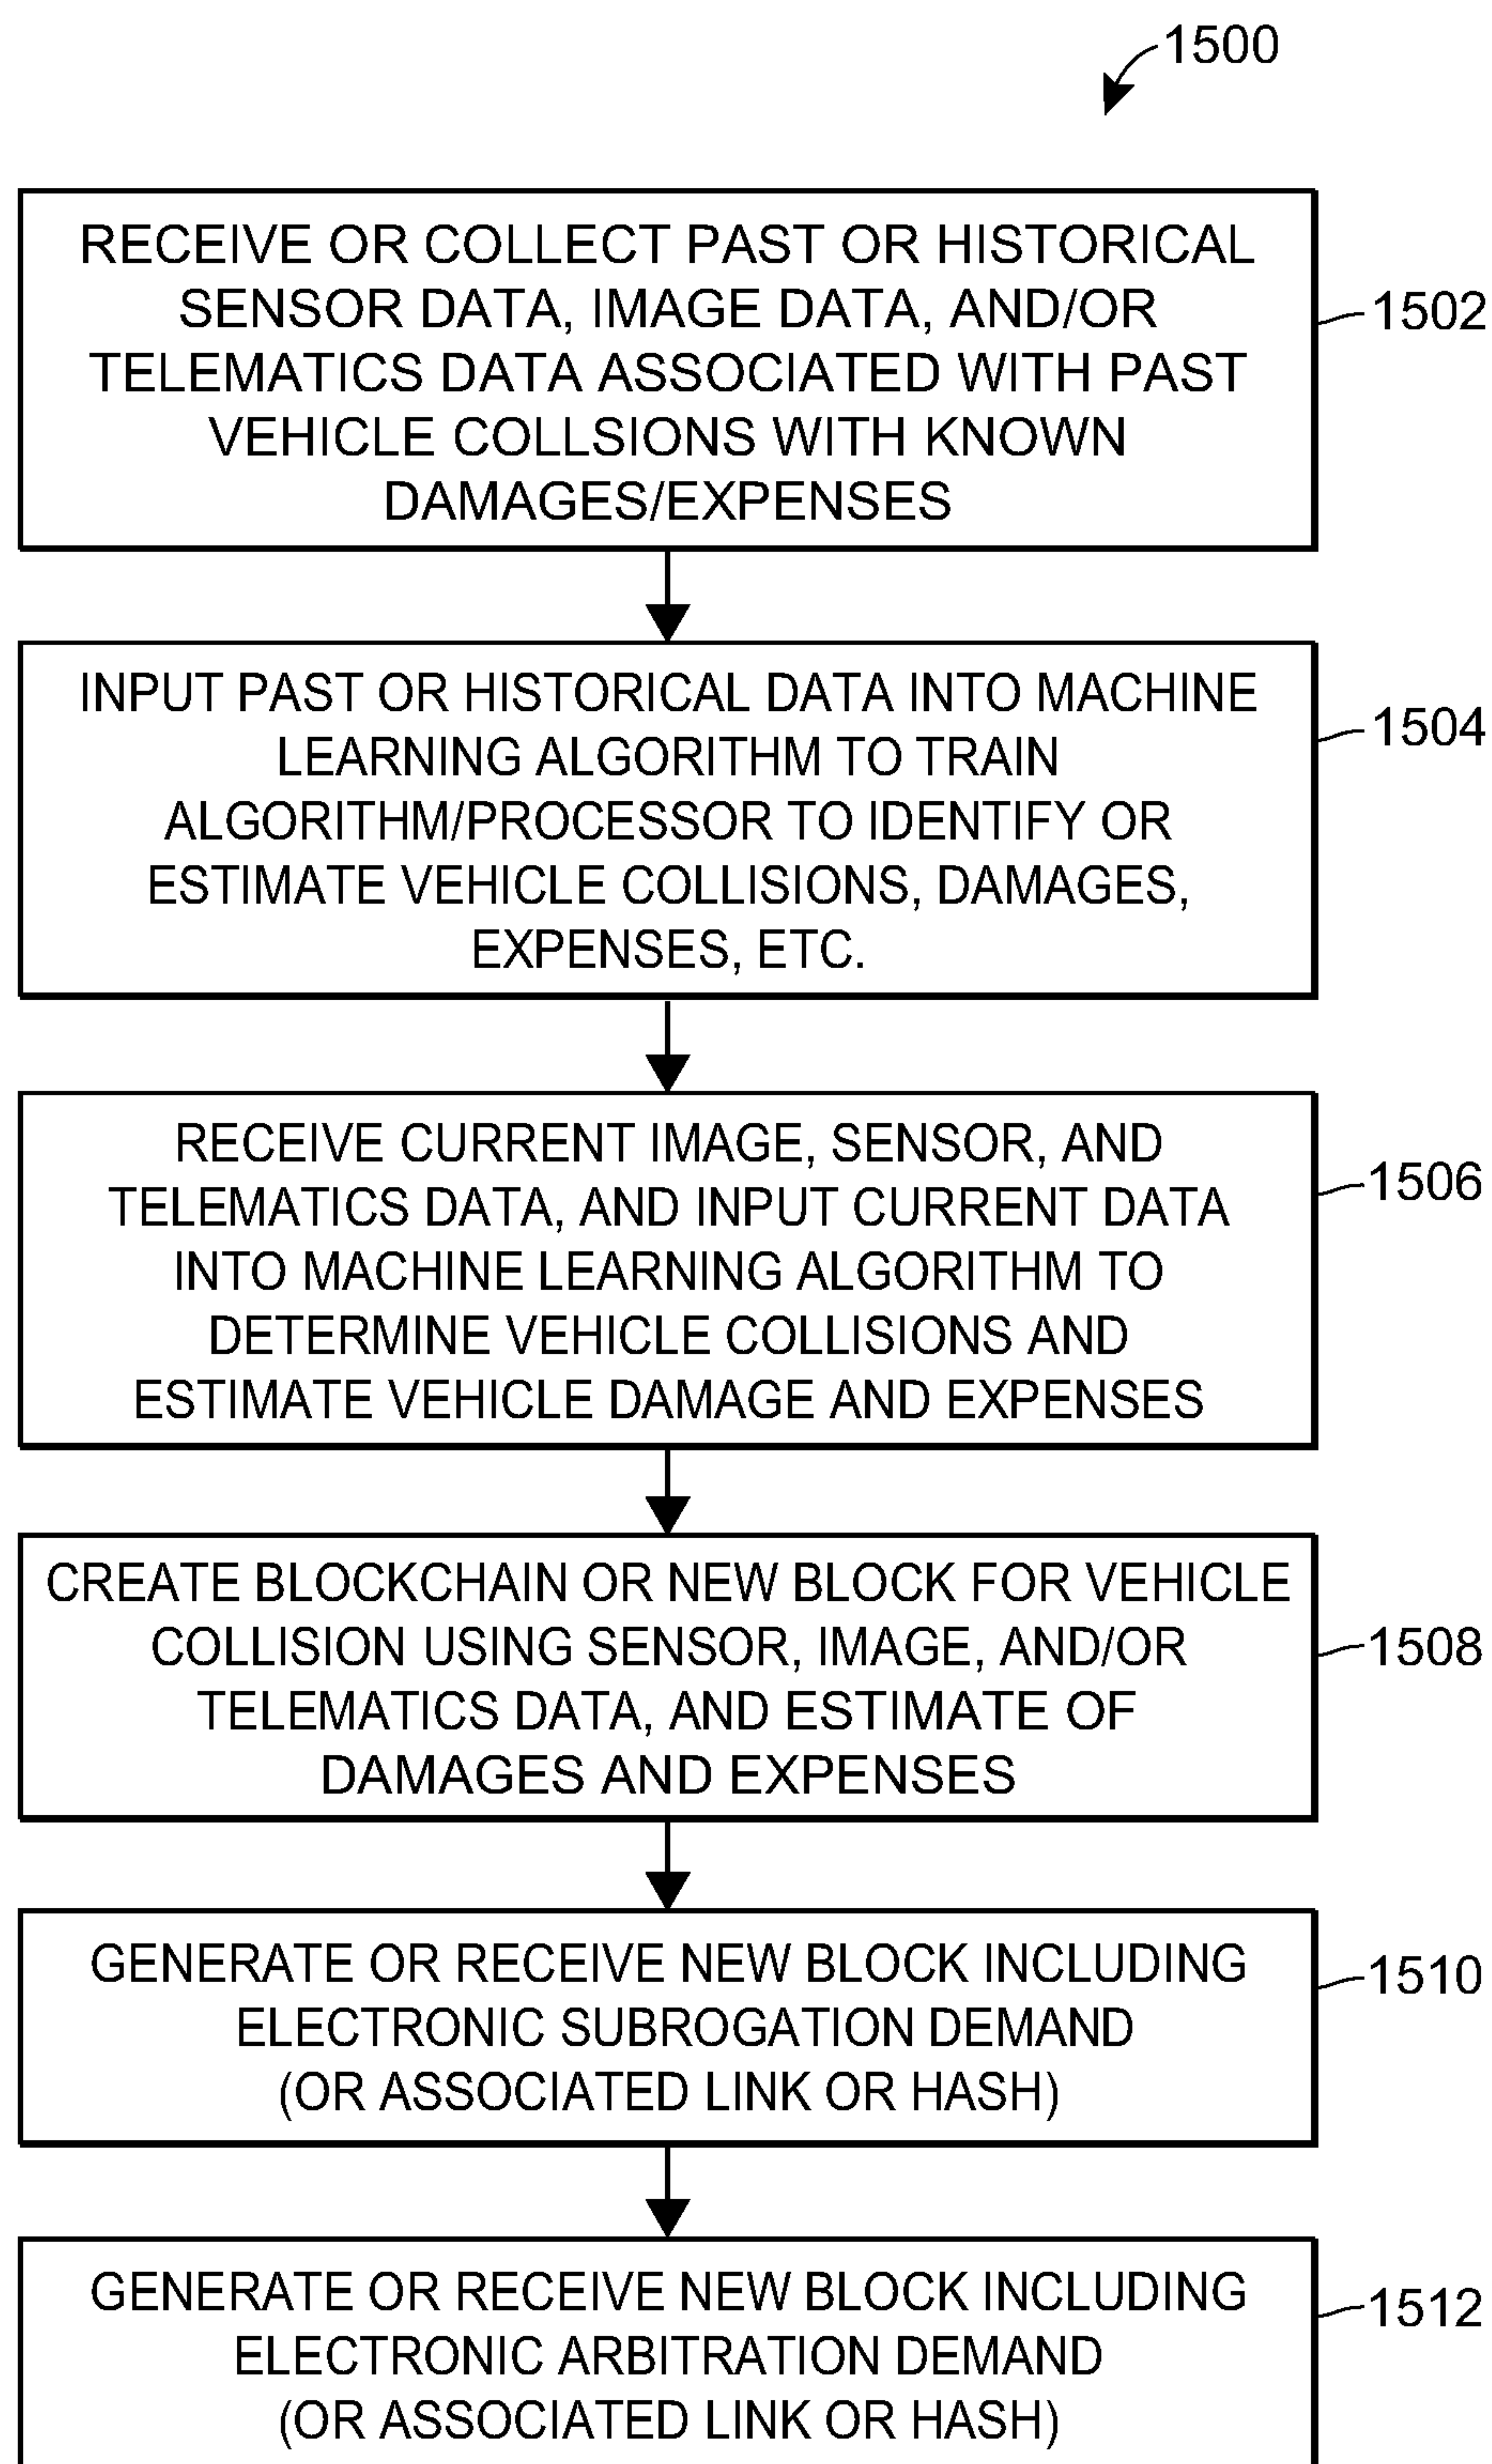 1500
RECEIVE OR COLLECT PAST OR HISTORICAL
SENSOR DATA, IMAGE DATA, AND/OR
TELEMATICS DATA ASSOCIATED WITH PAST
VEHICLE COLLSIONS WITH KNOWN
DAMAGES/EXPENSES
1502
INPUT PAST OR HISTORICAL DATA INTO MACHINE
LEARNING ALGORITHM TO TRAIN
ALGORITHM/PROCESSOR TO IDENTIFY OR
ESTIMATE VEHICLE COLLISIONS, DAMAGES,
EXPENSES, ETC.
1504
RECEIVE CURRENT IMAGE, SENSOR, AND
TELEMATICS DATA, AND INPUT CURRENT DATA
INTO MACHINE LEARNING ALGORITHM TO
DETERMINE VEHICLE COLLISIONS AND
ESTIMATE VEHICLE DAMAGE AND EXPENSES
1506
CREATE BLOCKCHAIN OR NEW BLOCK FOR VEHICLE
COLLISION USING SENSOR, IMAGE, AND/OR
TELEMATICS DATA, AND ESTIMATE OF
DAMAGES AND EXPENSES
1508
GENERATE OR RECEIVE NEW BLOCK INCLUDING
ELECTRONIC SUBROGATION DEMAND
(OR ASSOCIATED LINK OR HASH)
1510
GENERATE OR RECEIVE NEW BLOCK INCLUDING
ELECTRONIC ARBITRATION DEMAND
(OR ASSOCIATED LINK OR HASH)
1512